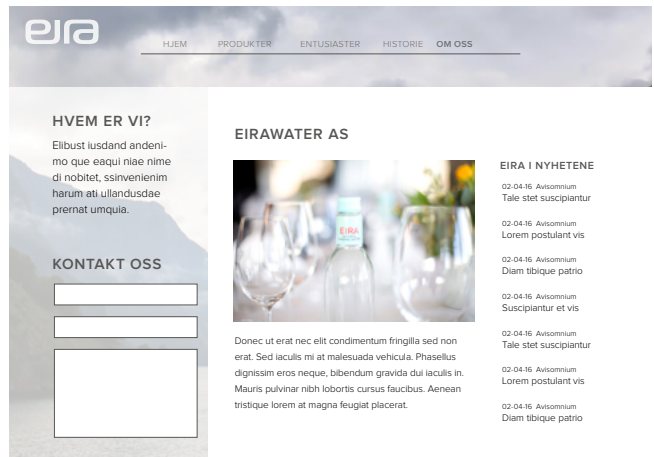 eira
HJEM PRODUKTER ENTUSIASTER HISTORIE OM OSS
HVEM ER VI?
Elibust iusdand andeni-
mo que eaqui niae nime
di nobitet, ssinvenienim
harum ati ullandusdae
prernat umquia.
KONTAKT OSS
EIRAWATER AS
EIRA
Donec ut erat nec elit condimentum fringilla sed non
erat. Sed iaculis mi at malesuada vehicula. Phasellus
dignissim eros neque, bibendum gravida dui iaculis in.
Mauris pulvinar nibh lobortis cursus faucibus. Aenean
tristique lorem at magna feugiat placerat.
EIRA I NYHETENE
02-04-16 Avisomnium
Tale stet suscipiantur
02-04-16 Avisomnium
Lorem postulant vis
02-04-16 Avisomnium
Diam tibique patrio
02-04-16 Avisomnium
Suscipiantur et vis
02-04-16 Avisomnium
Tale stet suscipiantur
02-04-16 Avisomnium
Lorem postulant vis
02-04-16 Avisomnium
Diam tibique patrio